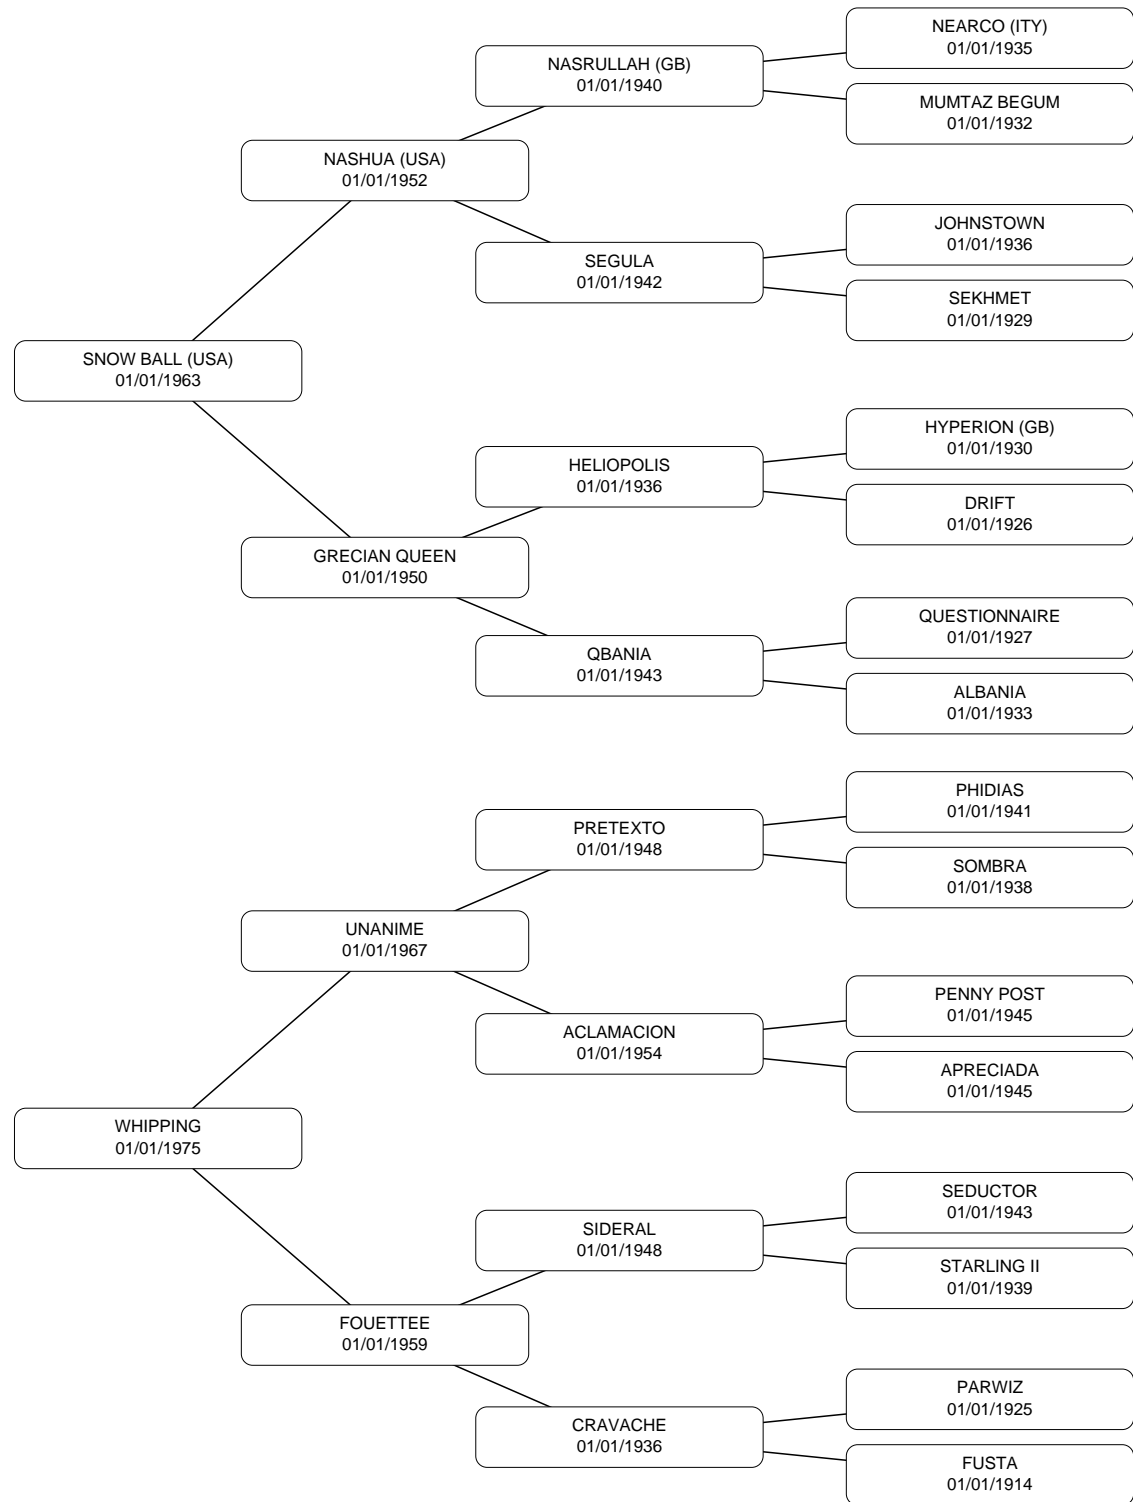 NEARCO (ITY)
01/01/1935
NASRULLAH (GB)
01/01/1940
MUMTAZ BEGUM
01/01/1932
NASHUA (USA)
01/01/1952
JOHNSTOWN
01/01/1936
SEGULA
01/01/1942
SEKHMET
01/01/1929
SNOW BALL (USA)
01/01/1963
HYPERION (GB)
01/01/1930
HELIOPOLIS
01/01/1936
DRIFT
01/01/1926
GRECIAN QUEEN
01/01/1950
QUESTIONNAIRE
01/01/1927
QBANIA
01/01/1943
ALBANIA
01/01/1933
PHIDIAS
01/01/1941
PRETEXTO
01/01/1948
SOMBRA
01/01/1938
UNANIME
01/01/1967
PENNY POST
01/01/1945
ACLAMACION
01/01/1954
APRECIADA
01/01/1945
WHIPPING
01/01/1975
SEDUCTOR
01/01/1943
SIDERAL
01/01/1948
STARLING II
01/01/1939
FOUETTEE
01/01/1959
PARWIZ
01/01/1925
CRAVACHE
01/01/1936
FUSTA
01/01/1914